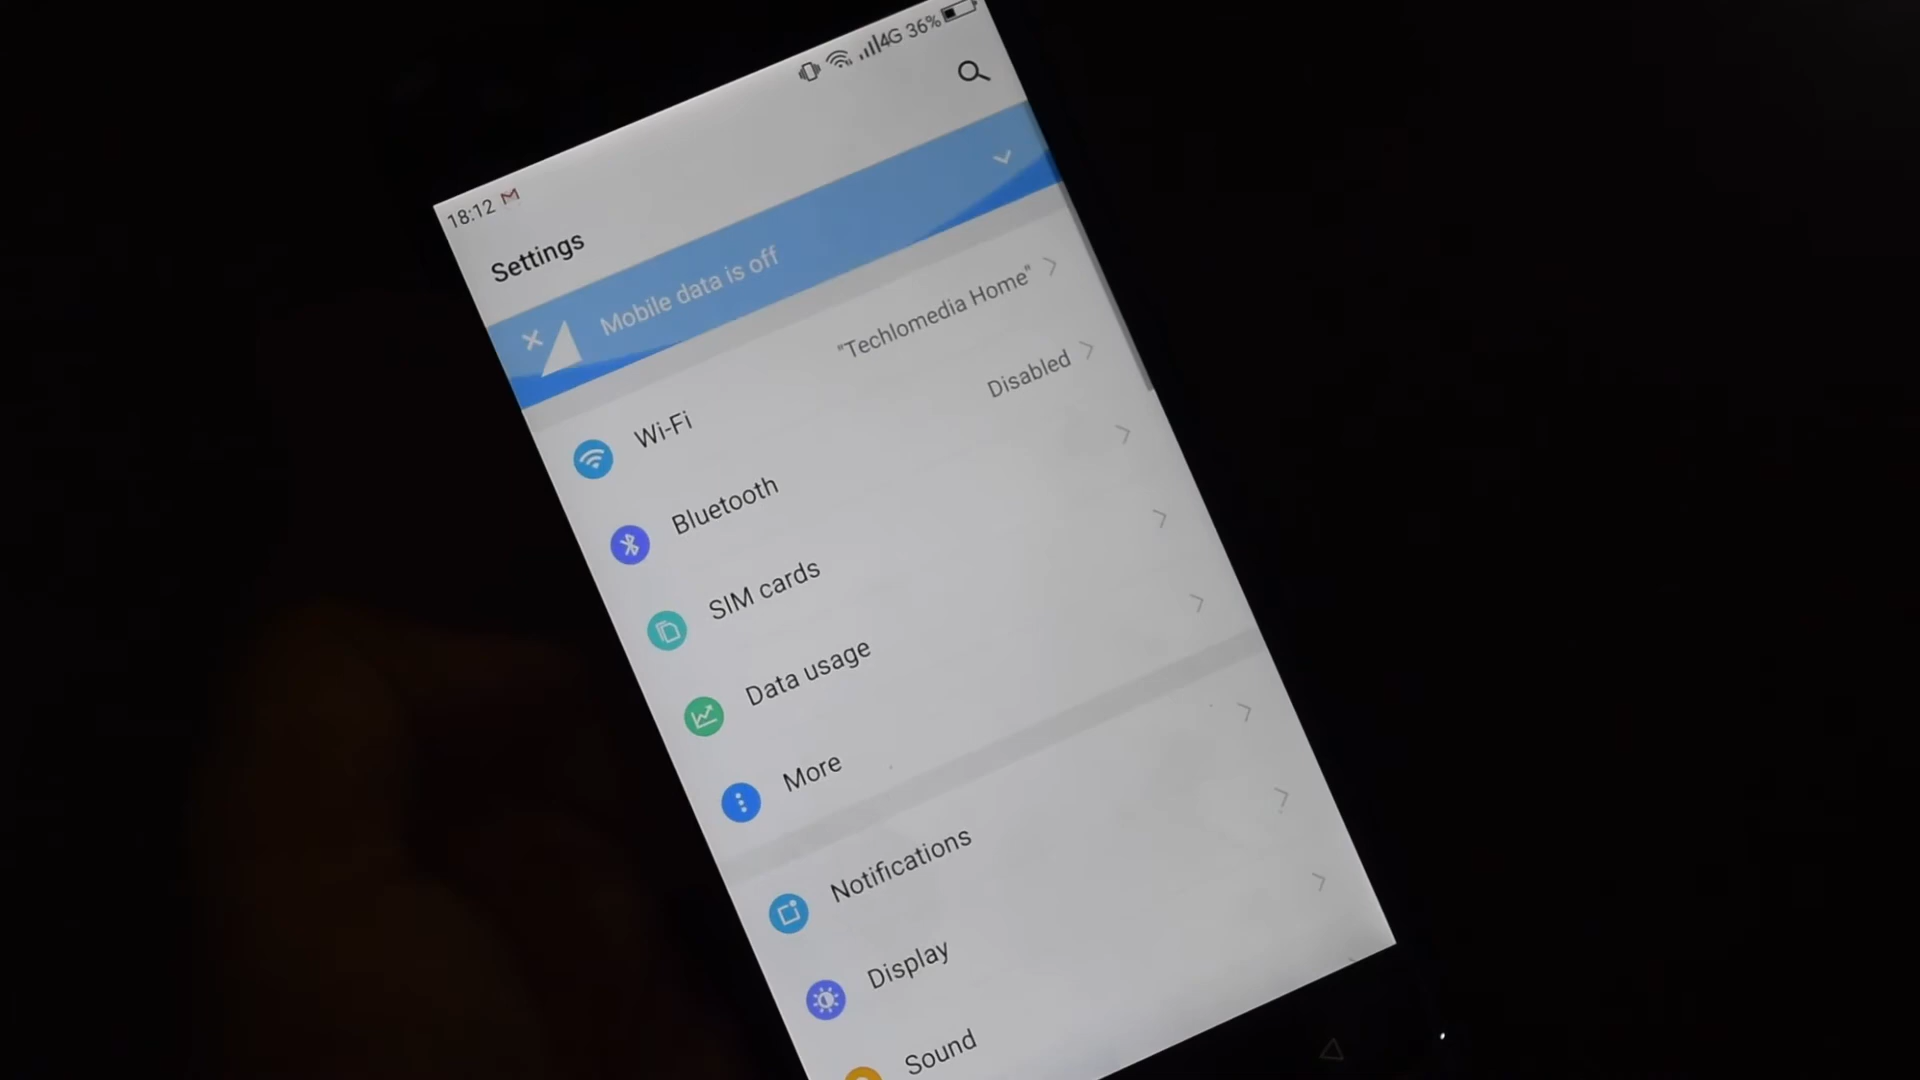 18:12 4G 36%
Settings
Mobile data is off
Wi-Fi "Techlomedia Home"
Bluetooth Disabled
SIM cards
Data usage
More
Notifications
Display
Sound